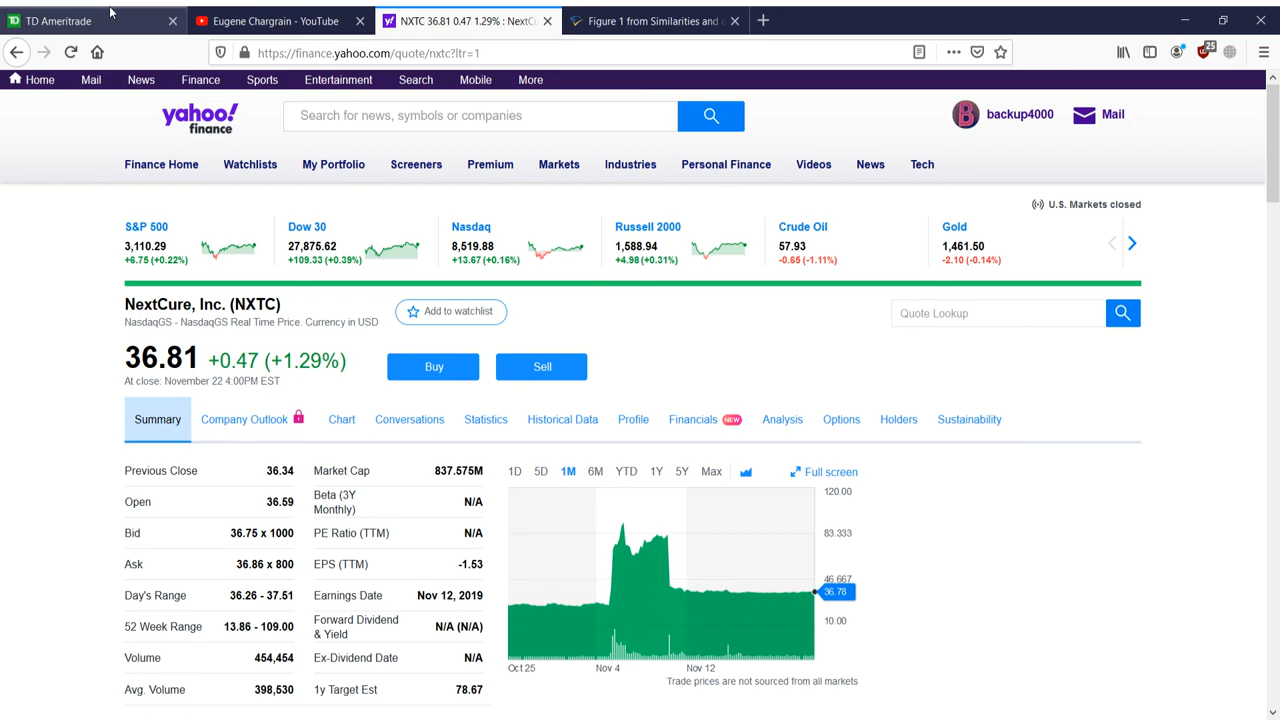 TD Ameritrade
Eugene Chargrain - YouTube
NXTC 36.81 0.47 1.29% : NextC
Figure 1 from Similarities and
https://finance.yahoo.com/quote/nxtc?ltr=1
25
Home Mail News Finance Sports Entertainment Search Mobile More
yahoo!
finance
Search for news, symbols or companies
B
backup4000
Mail
Finance Home Watchlists My Portfolio Screeners Premium Markets Industries Personal Finance Videos News Tech
U.S. Markets closed
S&P 500
3,110.29
+6.75 (+0.22%)
Dow 30
27,875.62
+109.33 (+0.39%)
Nasdaq
8,519.88
+13.67 (+0.16%)
Russell 2000
1,588.94
+4.98 (+0.31%)
Crude Oil
57.93
-0.65 (-1.11%)
Gold
1,461.50
-2.10 (-0.14%)
NextCure, Inc. (NXTC)
NasdaqGS - NasdaqGS Real Time Price. Currency in USD
Add to watchlist
Quote Lookup
36.81 +0.47 (+1.29%)
At close: November 22 4:00PM EST
Buy
Sell
Summary Company Outlook Chart Conversations Statistics Historical Data Profile Financials NEW Analysis Options Holders Sustainability
Previous Close 36.34
Open 36.59
Bid 36.75 x 1000
Ask 36.86 x 800
Day's Range 36.26 - 37.51
52 Week Range 13.86 - 109.00
Volume 454,454
Avg. Volume 398,530
Market Cap 837.575M
Beta (3Y
Monthly) N/A
PE Ratio (TTM) N/A
EPS (TTM) -1.53
Earnings Date Nov 12, 2019
Forward Dividend
& Yield N/A (N/A)
Ex-Dividend Date N/A
1y Target Est 78.67
1D 5D 1M 6M YTD 1Y 5Y Max
Full screen
120.00
83.333
46.667
36.78
10.00
Oct 25 Nov 4 Nov 12
Trade prices are not sourced from all markets